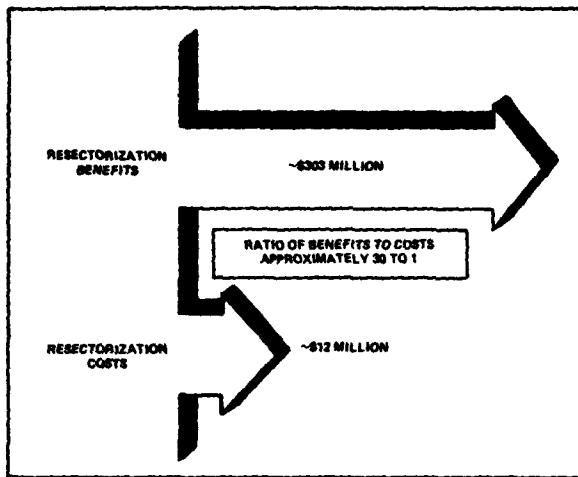 RESECTORIZATION
BENEFITS
~$303 MILLION
RATIO OF BENEFITS TO COSTS
APPROXIMATELY 30 TO 1
RESECTORIZATION
COSTS
~$12 MILLION